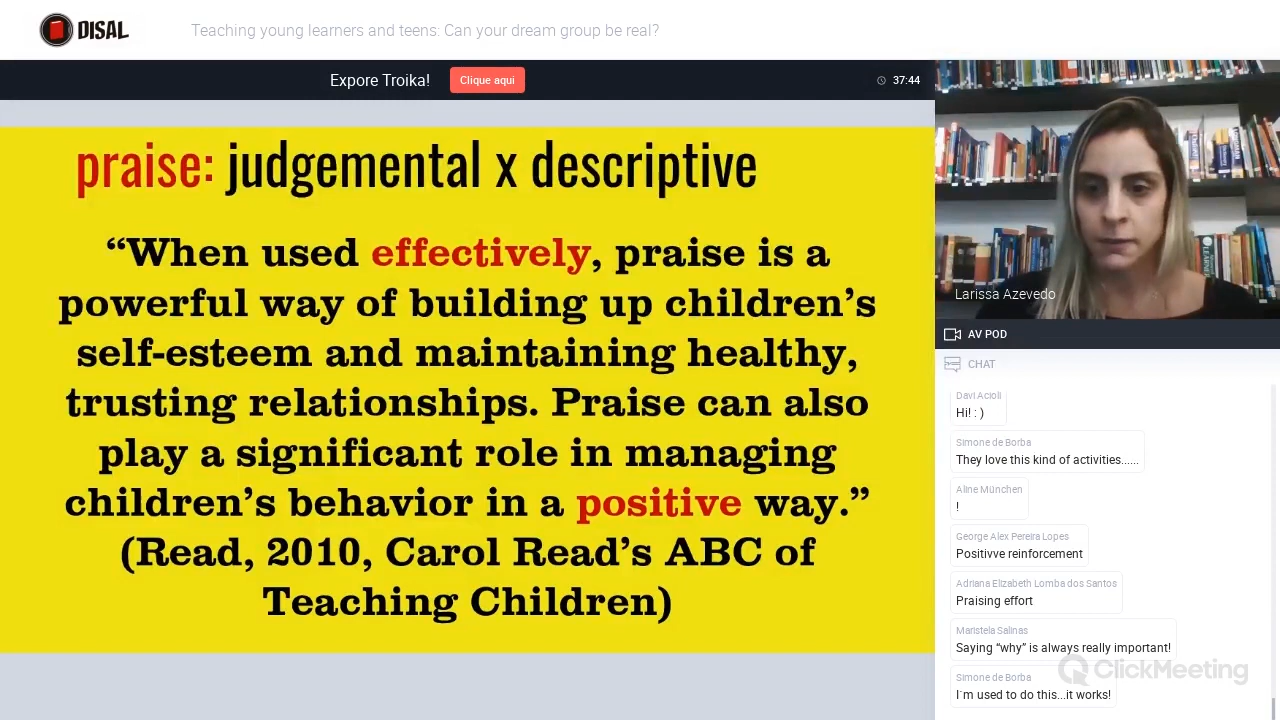 DISAL
Teaching young learners and teens: Can your dream group be real?
Expore Troika!
Clique aqui
37:44
praise: judgemental x descriptive
“When used effectively, praise is a
powerful way of building up children’s
self-esteem and maintaining healthy,
trusting relationships. Praise can also
play a significant role in managing
children’s behavior in a positive way.”
(Read, 2010, Carol Read’s ABC of
Teaching Children)
Larissa Azevedo
AV POD
CHAT
Davi Acioli
Hi! : )
Simone de Borba
They love this kind of activities......
Aline München
!
George Alex Pereira Lopes
Positivve reinforcement
Adriana Elizabeth Lomba dos Santos
Praising effort
Maristela Salinas
Saying “why” is always really important!
Simone de Borba
I´m used to do this...it works!
ClickMeeting